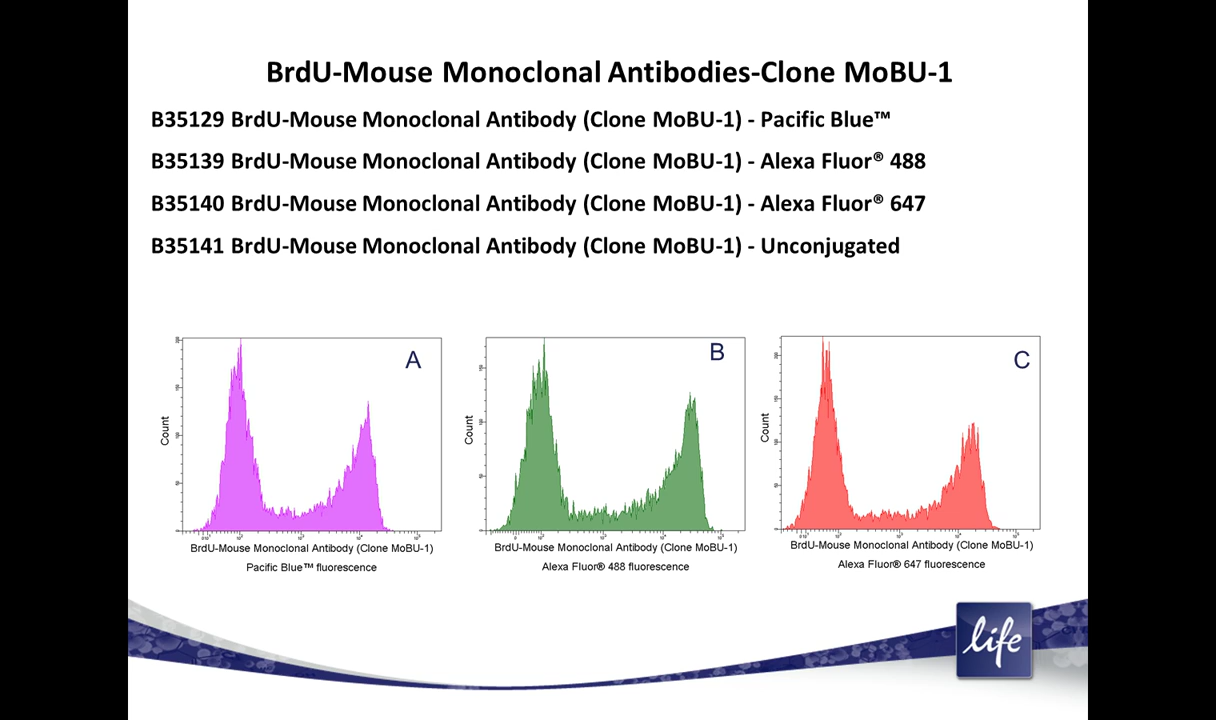 BrdU-Mouse Monoclonal Antibodies-Clone MoBU-1
B35129 BrdU-Mouse Monoclonal Antibody (Clone MoBU-1) - Pacific Blue™
B35139 BrdU-Mouse Monoclonal Antibody (Clone MoBU-1) - Alexa Fluor® 488
B35140 BrdU-Mouse Monoclonal Antibody (Clone MoBU-1) - Alexa Fluor® 647
B35141 BrdU-Mouse Monoclonal Antibody (Clone MoBU-1) - Unconjugated
A
Count
BrdU-Mouse Monoclonal Antibody (Clone MoBU-1)
Pacific Blue™ fluorescence
B
Count
BrdU-Mouse Monoclonal Antibody (Clone MoBU-1)
Alexa Fluor® 488 fluorescence
C
Count
BrdU-Mouse Monoclonal Antibody (Clone MoBU-1)
Alexa Fluor® 647 fluorescence
life